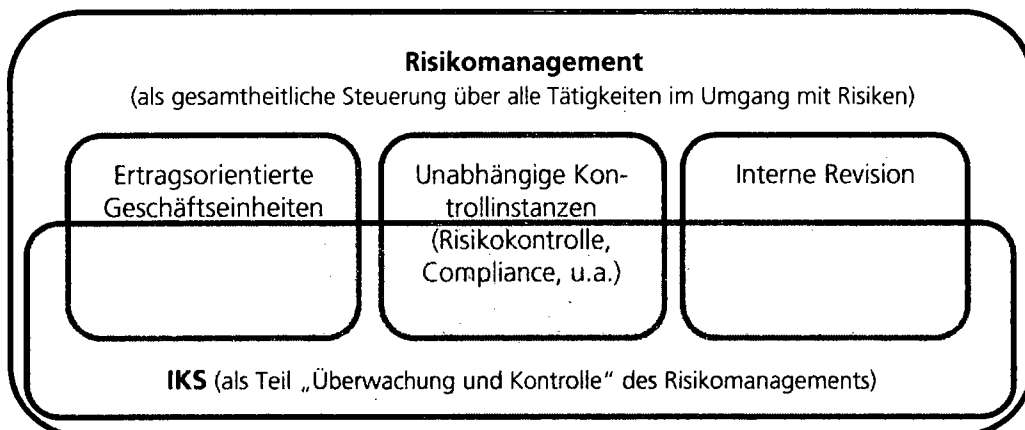 Risikomanagement
(als gesamtheitliche Steuerung über alle Tätigkeiten im Umgang mit Risiken)
Ertragsorientierte
Geschäftseinheiten
Unabhängige Kon-
trollinstanzen
(Risikokontrolle,
Compliance, u.a.)
Interne Revision
IKS (als Teil „Überwachung und Kontrolle“ des Risikomanagements)